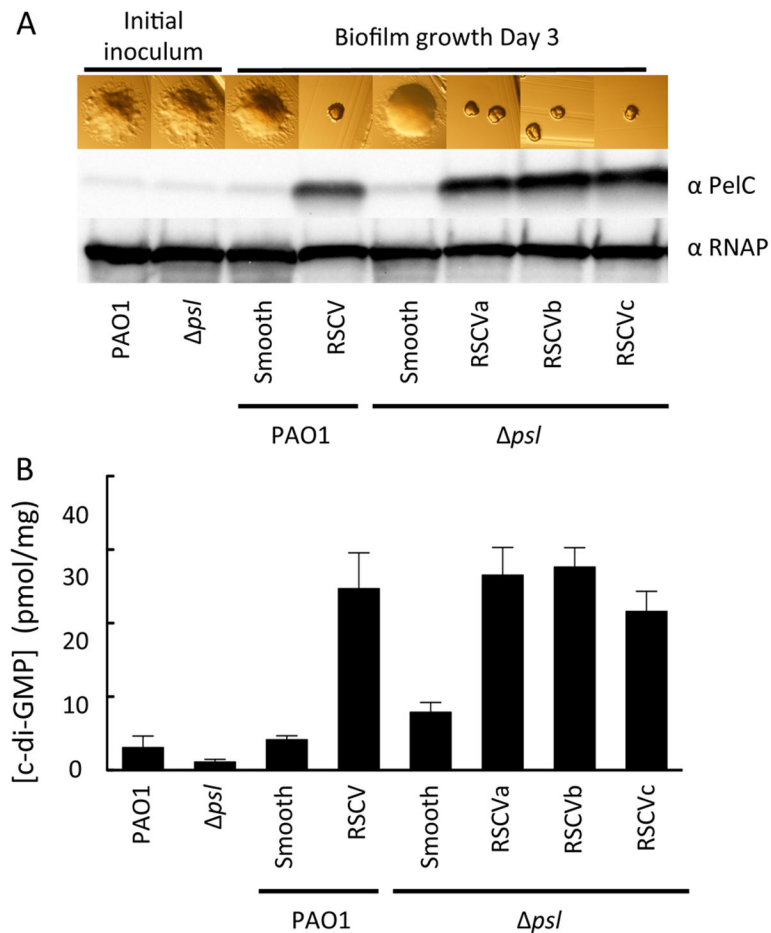 A
Initial
inoculum
Biofilm growth Day 3
α PelC
α RNAP
PAO1
Δpsl
Smooth
RSCV
Smooth
RSCVa
RSCVb
RSCVc
PAO1
Δpsl
B
[c-di-GMP] (pmol/mg)
40
30
20
10
0
PAO1
Δpsl
Smooth
RSCV
Smooth
RSCVa
RSCVb
RSCVc
PAO1
Δpsl